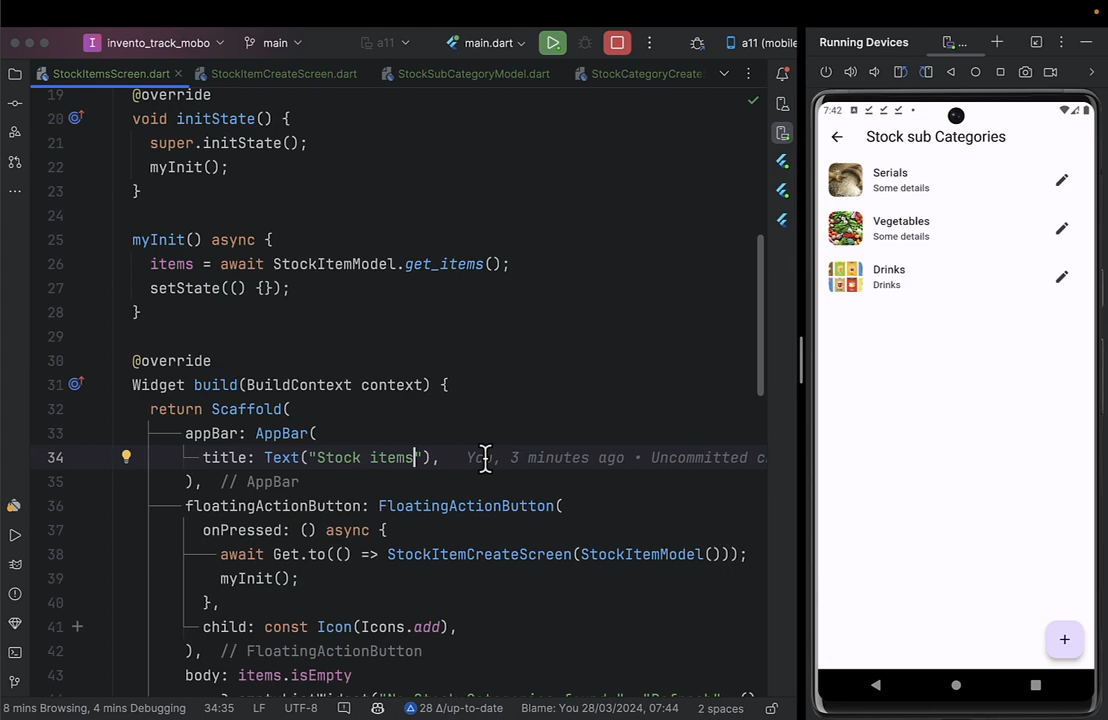 invento_track_mobo
main
a11
main.dart
a11 (mobile
Running Devices
...
StockItemsScreen.dart
StockItemCreateScreen.dart
StockSubCategoryModel.dart
StockCategoryCreate
19 @override
20 void initState() {
21 super.initState();
22 myInit();
23 }
24
25 myInit() async {
26 items = await StockItemModel.get_items();
27 setState(() {});
28 }
29
30 @override
31 Widget build(BuildContext context) {
32 return Scaffold(
33 appBar: AppBar(
34 title: Text("Stock items"), You, 3 minutes ago • Uncommitted c
35 ), // AppBar
36 floatingActionButton: FloatingActionButton(
37 onPressed: () async {
38 await Get.to(() => StockItemCreateScreen(StockItemModel()));
39 myInit();
40 },
41 child: const Icon(Icons.add),
42 ), // FloatingActionButton
43 body: items.isEmpty
7:42
Stock sub Categories
Serials
Some details
Vegetables
Some details
Drinks
Drinks
8 mins Browsing, 4 mins Debugging
34:35
LF
UTF-8
28 Δ/up-to-date
Blame: You 28/03/2024, 07:44
2 spaces